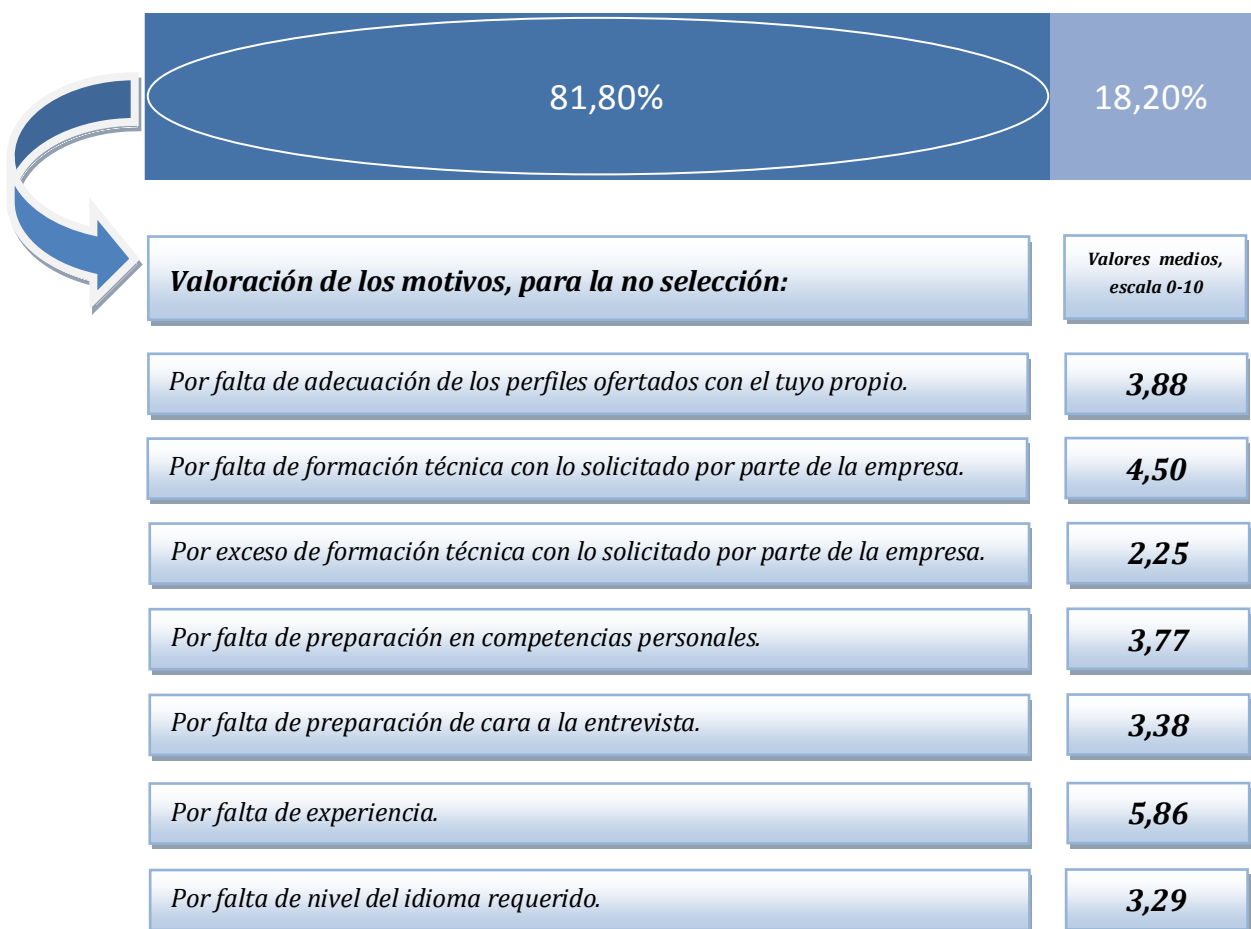 81,80%
18,20%
Valoración de los motivos, para la no selección:
Valores medios,
escala 0-10
Por falta de adecuación de los perfiles ofertados con el tuyo propio.
3,88
Por falta de formación técnica con lo solicitado por parte de la empresa.
4,50
Por exceso de formación técnica con lo solicitado por parte de la empresa.
2,25
Por falta de preparación en competencias personales.
3,77
Por falta de preparación de cara a la entrevista.
3,38
Por falta de experiencia.
5,86
Por falta de nivel del idioma requerido.
3,29